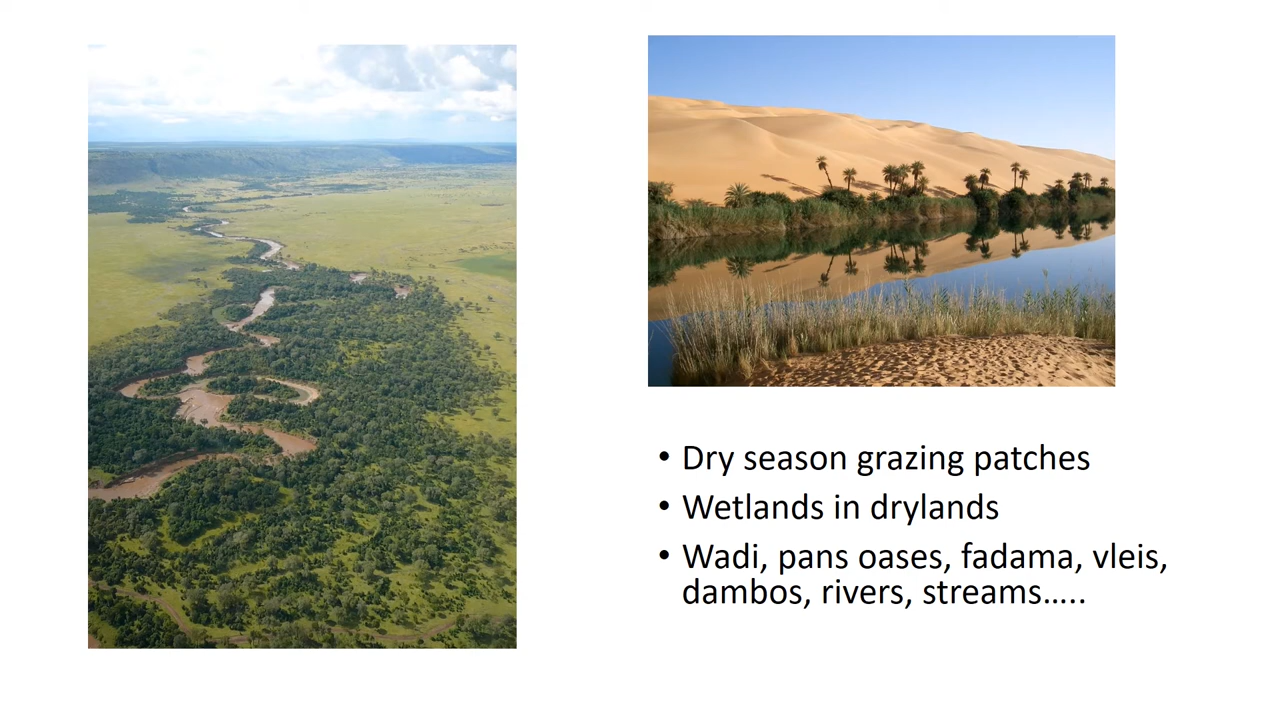 • Dry season grazing patches
• Wetlands in drylands
• Wadi, pans oases, fadama, vleis,
dambos, rivers, streams…..